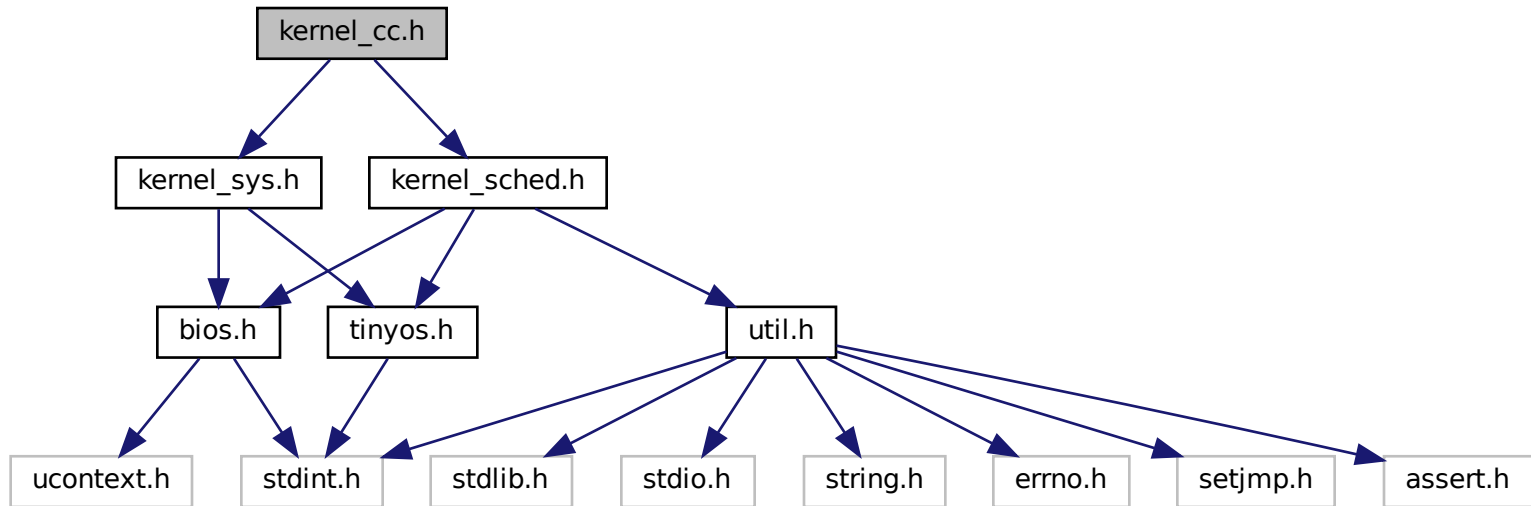 kernel_cc.h
kernel_sys.h
kernel_sched.h
bios.h
tinyos.h
util.h
ucontext.h
stdint.h
stdlib.h
stdio.h
string.h
errno.h
setjmp.h
assert.h